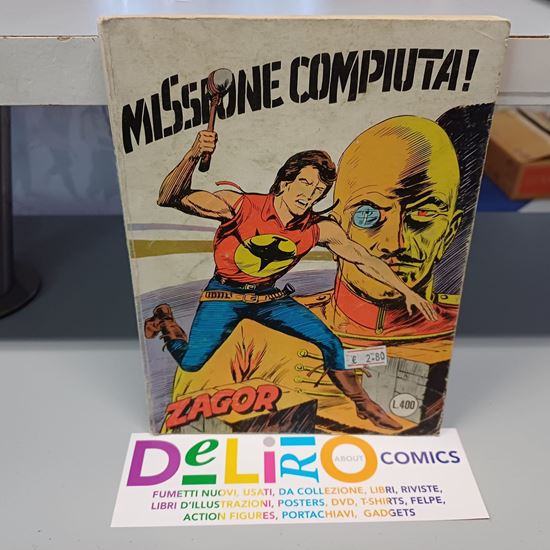 MISSIONE COMPIUTA!
€ 2.80
ZAGOR
L.400
DeLiRiO
ABOUT
COMICS
FUMETTI NUOVI, USATI, DA COLLEZIONE, LIBRI, RIVISTE,
LIBRI D'ILLUSTRAZIONI, POSTERS, DVD, T-SHIRTS, FELPE,
ACTION FIGURES, PORTACHIAVI, GADGETS